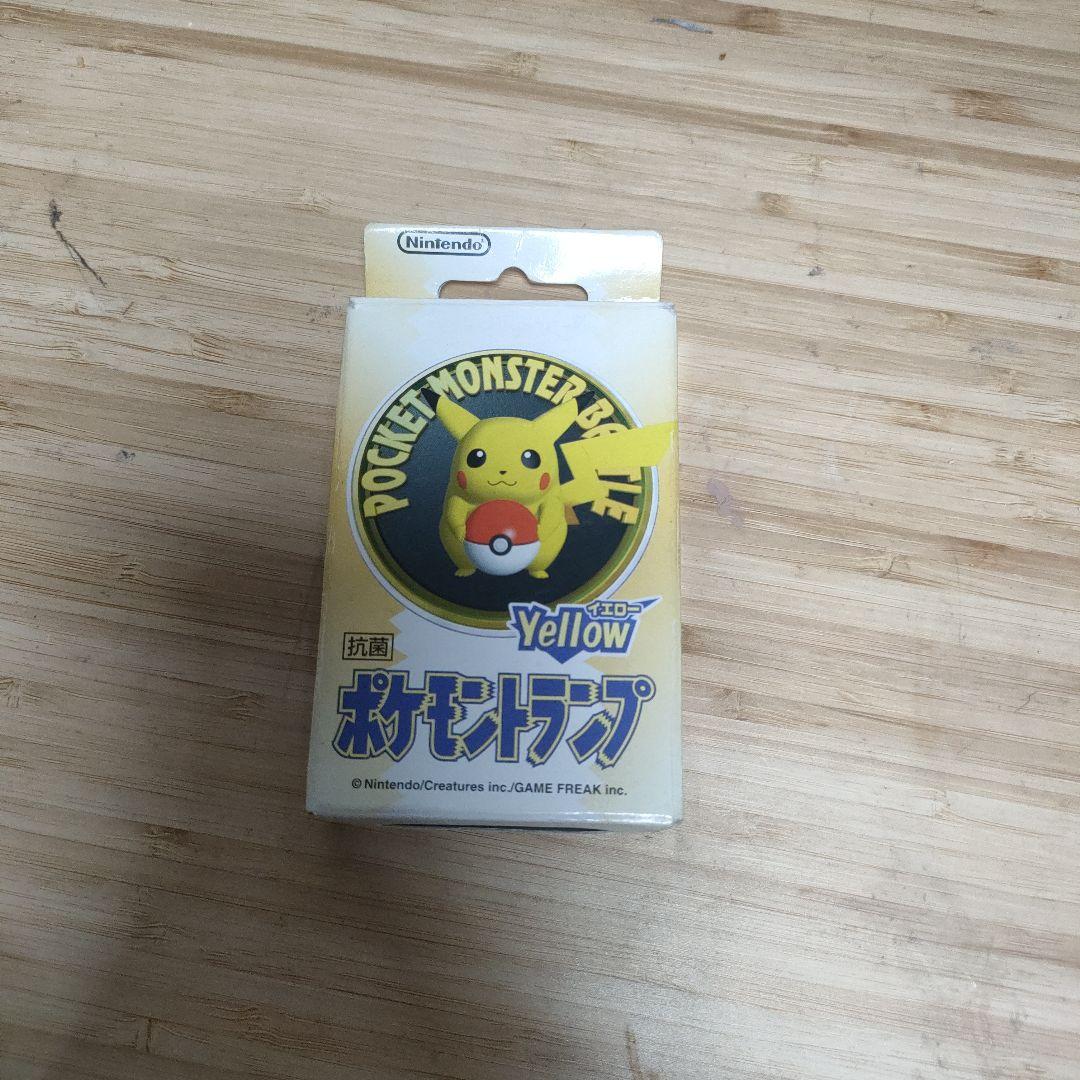 Nintendo
POCKET MONSTER BATTLE
イエロー
Yellow
抗菌
ポケモントランプ
©Nintendo/Creatures inc./GAME FREAK inc.